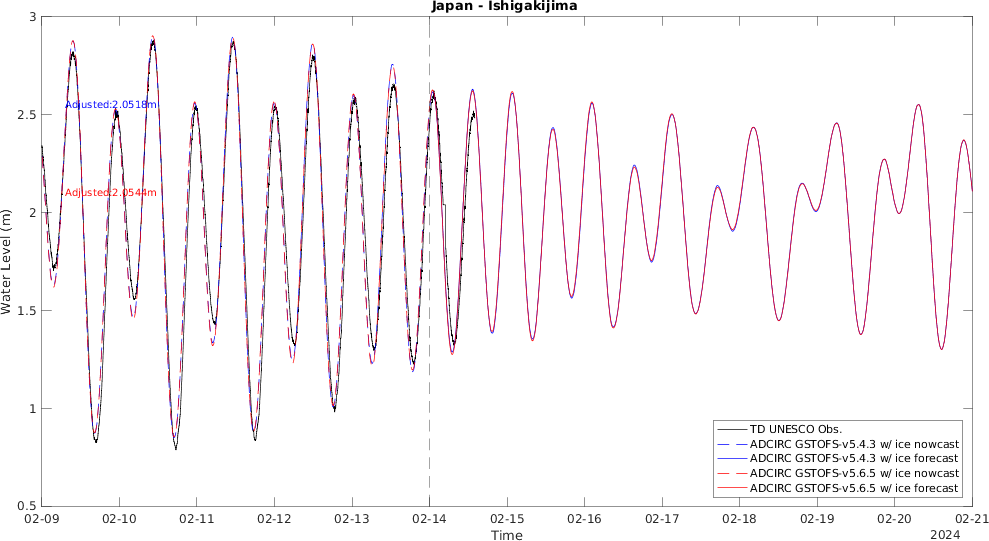 Japan - Ishigakijima
3
2.5
2
1.5
1
0.5
Water Level (m)
Adjusted:2.0518m
Adjusted:2.0544m
TD UNESCO Obs.
ADCIRC GSTOFS-v5.4.3 w/ ice nowcast
ADCIRC GSTOFS-v5.4.3 w/ ice forecast
ADCIRC GSTOFS-v5.6.5 w/ ice nowcast
ADCIRC GSTOFS-v5.6.5 w/ ice forecast
02-09 02-10 02-11 02-12 02-13 02-14 02-15 02-16 02-17 02-18 02-19 02-20 02-21
Time
2024